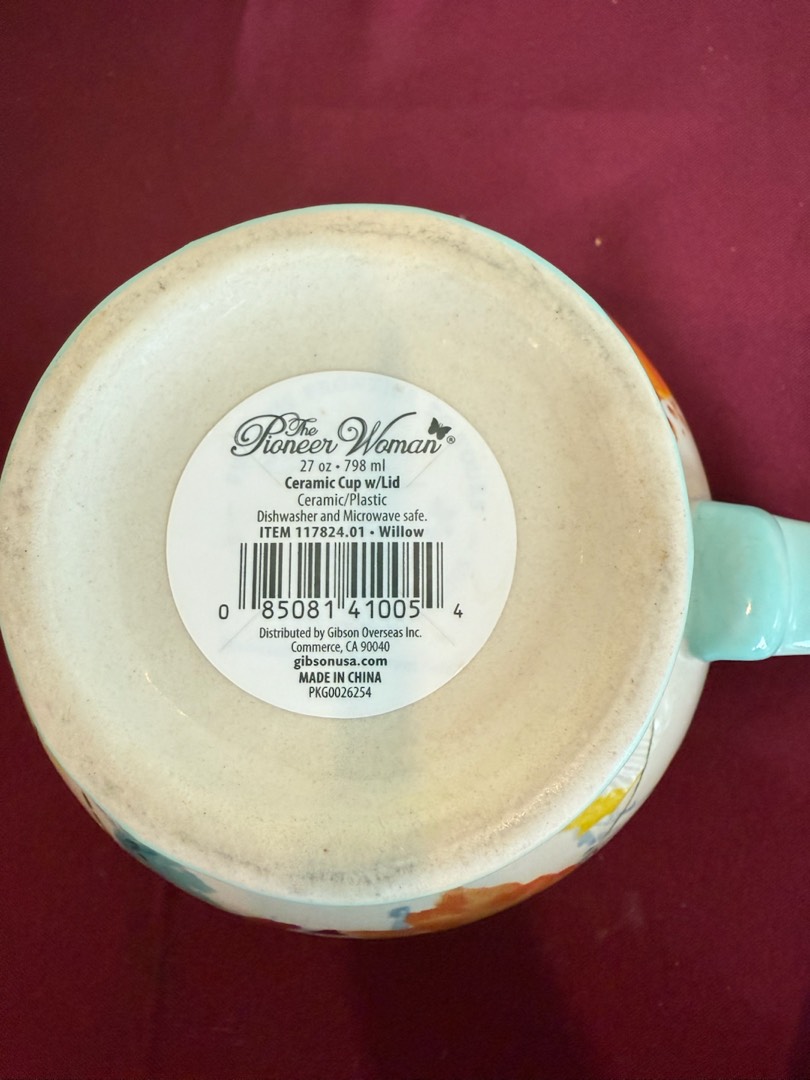 The
Pioneer Woman®
27 oz • 798 ml
Ceramic Cup w/Lid
Ceramic/Plastic
Dishwasher and Microwave safe.
ITEM 117824.01 • Willow
0 85081 41005 4
Distributed by Gibson Overseas Inc.
Commerce, CA 90040
gibsonusa.com
MADE IN CHINA
PKG0026254